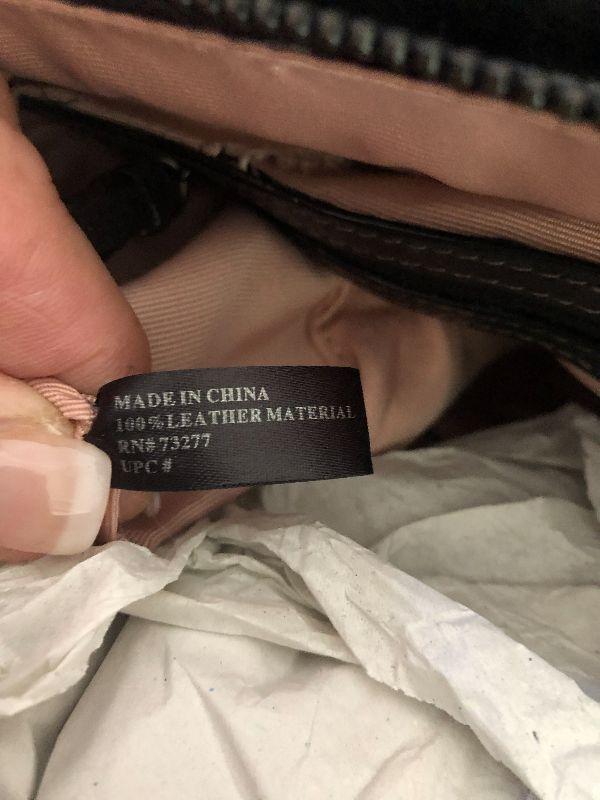 MADE IN CHINA
100%LEATHER MATERIAL
RN# 73277
UPC #